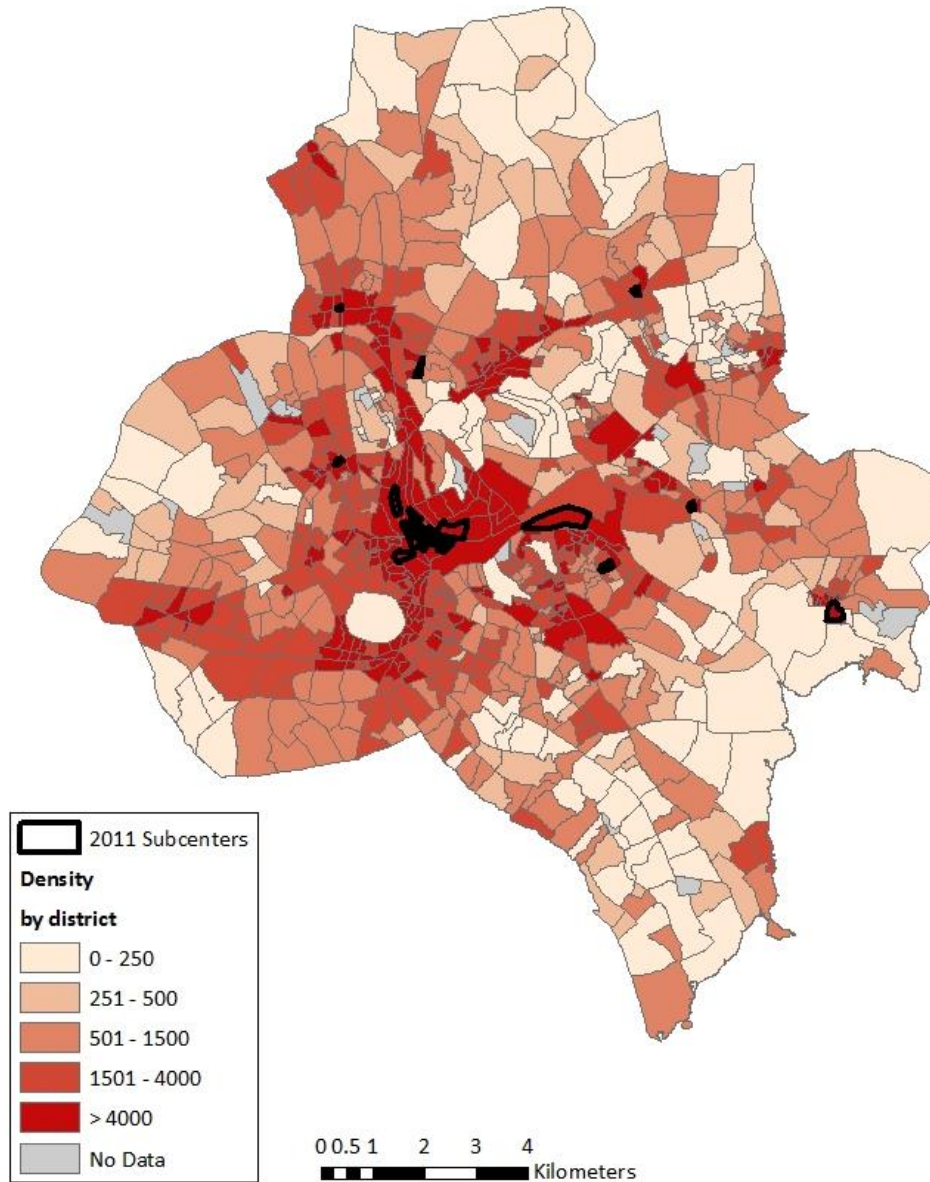 2011 Subcenters
Density
by district
0 - 250
251 - 500
501 - 1500
1501 - 4000
> 4000
No Data
0 0.5 1 2 3 4
Kilometers